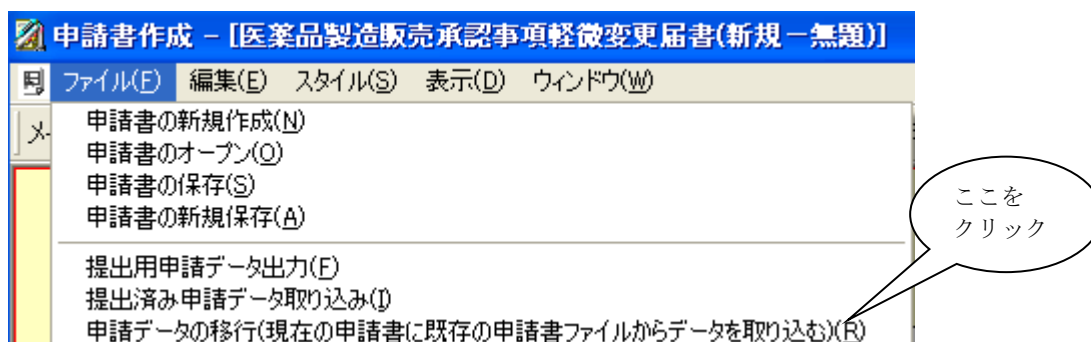 申請書作成 - [医薬品製造販売承認事項軽微変更届書(新規－無題)]
ファイル(F) 編集(E) スタイル(S) 表示(D) ウィンドウ(W)
申請書の新規作成(N)
申請書のオープン(O)
申請書の保存(S)
申請書の新規保存(A)
ここを
クリック
提出用申請データ出力(F)
提出済み申請データ取り込み(I)
申請データの移行(現在の申請書に既存の申請書ファイルからデータを取り込む)(R)